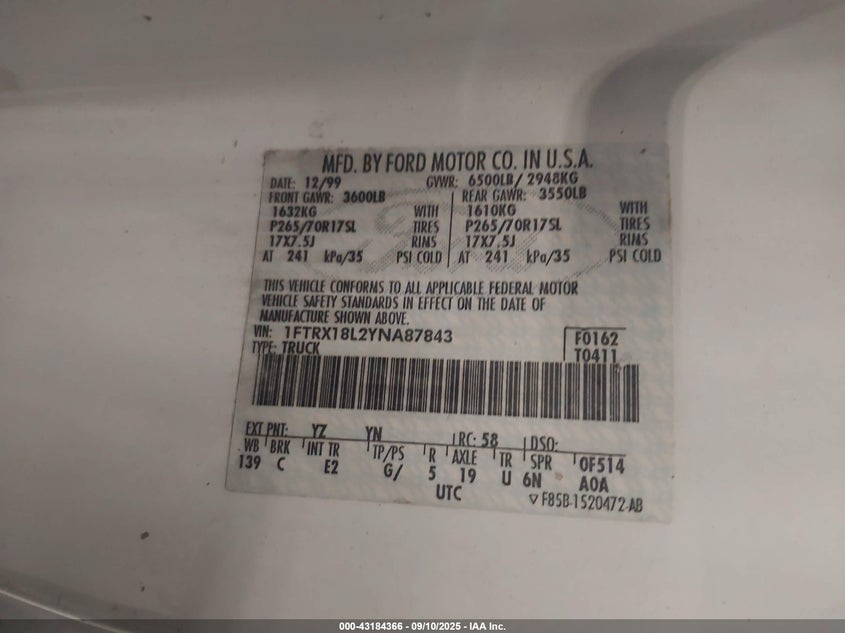 MFD. BY FORD MOTOR CO. IN U.S.A.
DATE: 12/99 GVWR: 6500LB/ 2948KG
FRONT GAWR: 3600LB REAR GAWR: 3550LB
1632KG WITH 1610KG WITH
P265/70R17SL TIRES P265/70R17SL TIRES
17X7.5J RIMS 17X7.5J RIMS
AT 241 kPa/35 PSI COLD AT 241 kPa/35 PSI COLD
THIS VEHICLE CONFORMS TO ALL APPLICABLE FEDERAL MOTOR
VEHICLE SAFETY STANDARDS IN EFFECT ON THE DATE OF
MANUFACTURE SHOWN ABOVE.
VIN: 1FTRX18L2YNA87843 F0162
TYPE: TRUCK T0411
EXT PNT: YZ YN RC: 58 DSO:
WB BRK INT TR TP/PS R AXLE TR SPR 0F514
139 C E2 G/ 5 19 U 6N A0A
UTC ▽ F85B-1520472-AB
000-43184366 - 09/10/2025 - IAA Inc.